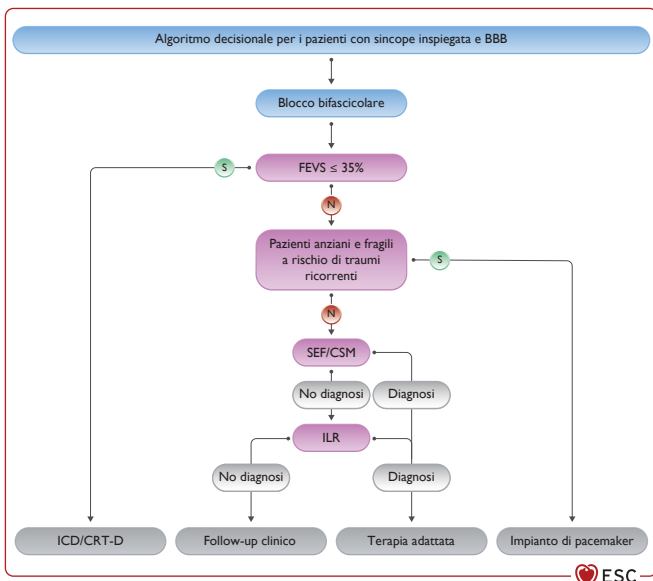 Algoritmo decisionale per i pazienti con sincope inspiegata e BBB
Blocco bifascicolare
S
FEVS ≤ 35%
N
Pazienti anziani e fragili
a rischio di traumi
ricorrenti
S
N
SEF/CSM
No diagnosi
Diagnosi
ILR
No diagnosi
Diagnosi
ICD/CRT-D
Follow-up clinico
Terapia adattata
Impianto di pacemaker
ESC